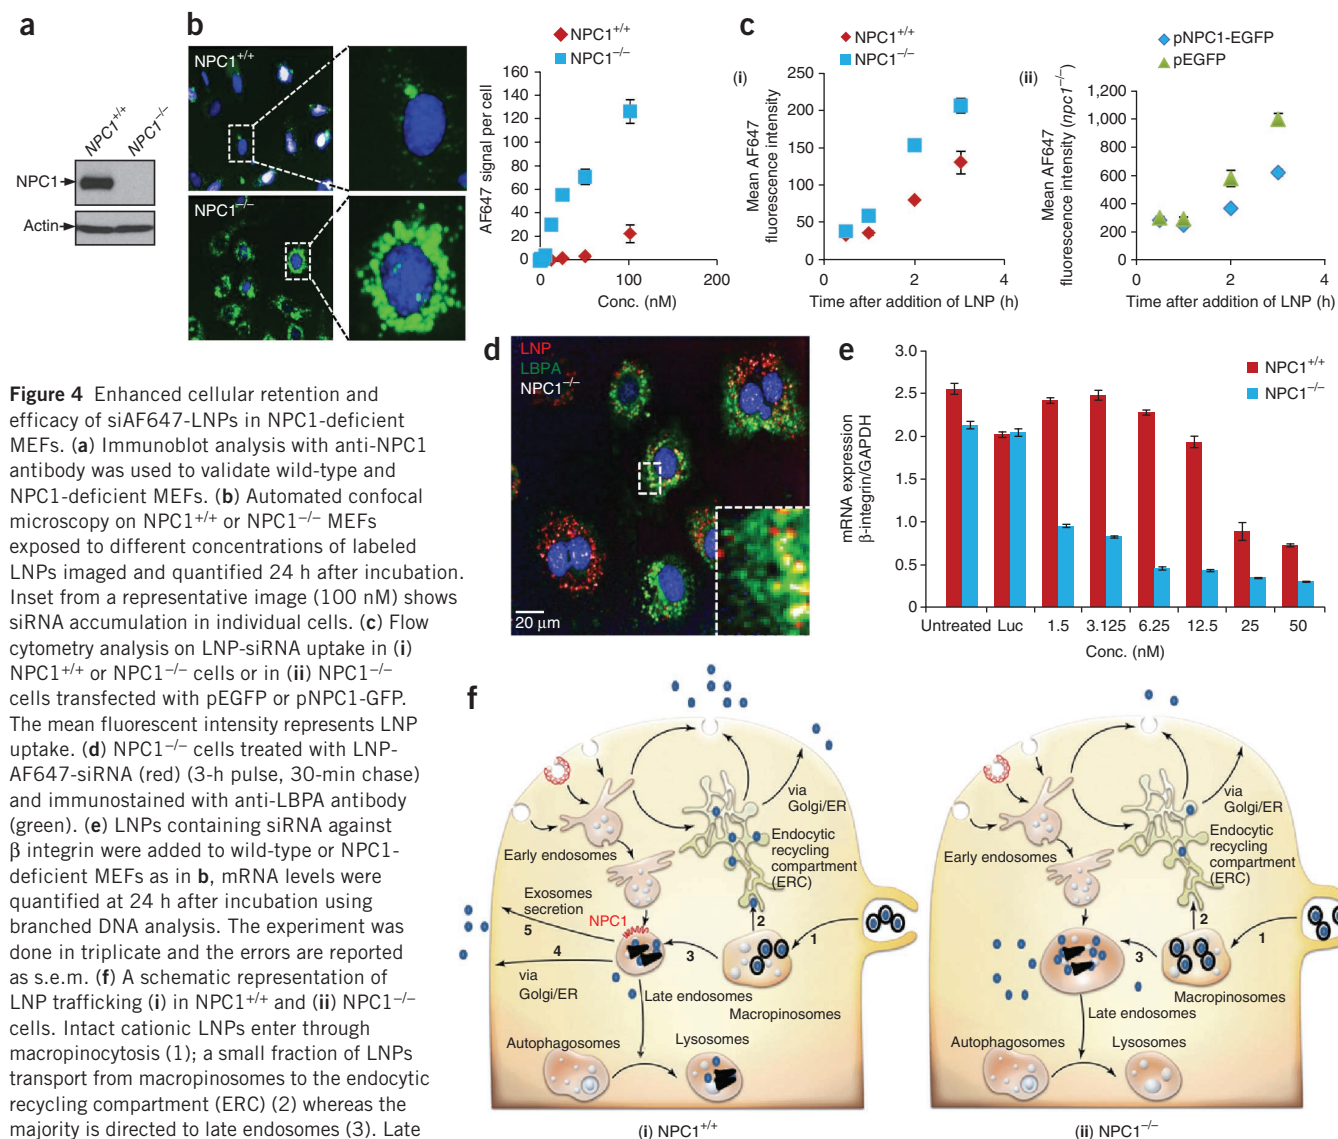 a
NPC1+/+
NPC1−/−
NPC1
Actin
b
NPC1+/+
NPC1−/−
NPC1+/+
NPC1−/−
AF647 signal per cell
160
140
120
100
80
60
40
20
0
0
100
200
Conc. (nM)
c
(i)
NPC1+/+
NPC1−/−
Mean AF647
fluorescence intensity
250
200
150
100
50
0
0
2
4
Time after addition of LNP (h)
(ii)
pNPC1-EGFP
pEGFP
Mean AF647
fluorescence intensity (npc1−/−)
1,200
1,000
800
600
400
200
0
0
2
4
Time after addition of LNP (h)
d
LNP
LBPA
NPC1−/−
20 μm
e
NPC1+/+
NPC1−/−
mRNA expression
β-integrin/GAPDH
3.0
2.5
2.0
1.0
0.5
0
Untreated Luc 1.5 3.125 6.25 12.5 25 50
Conc. (nM)
Figure 4 Enhanced cellular retention and
efficacy of siAF647-LNPs in NPC1-deficient
MEFs. (a) Immunoblot analysis with anti-NPC1
antibody was used to validate wild-type and
NPC1-deficient MEFs. (b) Automated confocal
microscopy on NPC1+/+ or NPC1−/− MEFs
exposed to different concentrations of labeled
LNPs imaged and quantified 24 h after incubation.
Inset from a representative image (100 nM) shows
siRNA accumulation in individual cells. (c) Flow
cytometry analysis on LNP-siRNA uptake in (i)
NPC1+/+ or NPC1−/− cells or in (ii) NPC1−/−
cells transfected with pEGFP or pNPC1-GFP.
The mean fluorescent intensity represents LNP
uptake. (d) NPC1−/− cells treated with LNP-
AF647-siRNA (red) (3-h pulse, 30-min chase)
and immunostained with anti-LBPA antibody
(green). (e) LNPs containing siRNA against
β integrin were added to wild-type or NPC1-
deficient MEFs as in b, mRNA levels were
quantified at 24 h after incubation using
branched DNA analysis. The experiment was
done in triplicate and the errors are reported
as s.e.m. (f) A schematic representation of
LNP trafficking (i) in NPC1+/+ and (ii) NPC1−/−
cells. Intact cationic LNPs enter through
macropinocytosis (1); a small fraction of LNPs
transport from macropinosomes to the endocytic
recycling compartment (ERC) (2) whereas the
majority is directed to late endosomes (3). Late
f
via
Golgi/ER
Early endosomes
Endocytic
recycling
compartment
(ERC)
Exosomes
secretion
NPC1
5
4
3
2
1
via
Golgi/ER
Late endosomes
Macropinosomes
Autophagosomes
Lysosomes
(i) NPC1+/+
via
Golgi/ER
Early endosomes
Endocytic
recycling
compartment
(ERC)
3
2
1
Macropinosomes
Late endosomes
Autophagosomes
Lysosomes
(ii) NPC1−/−